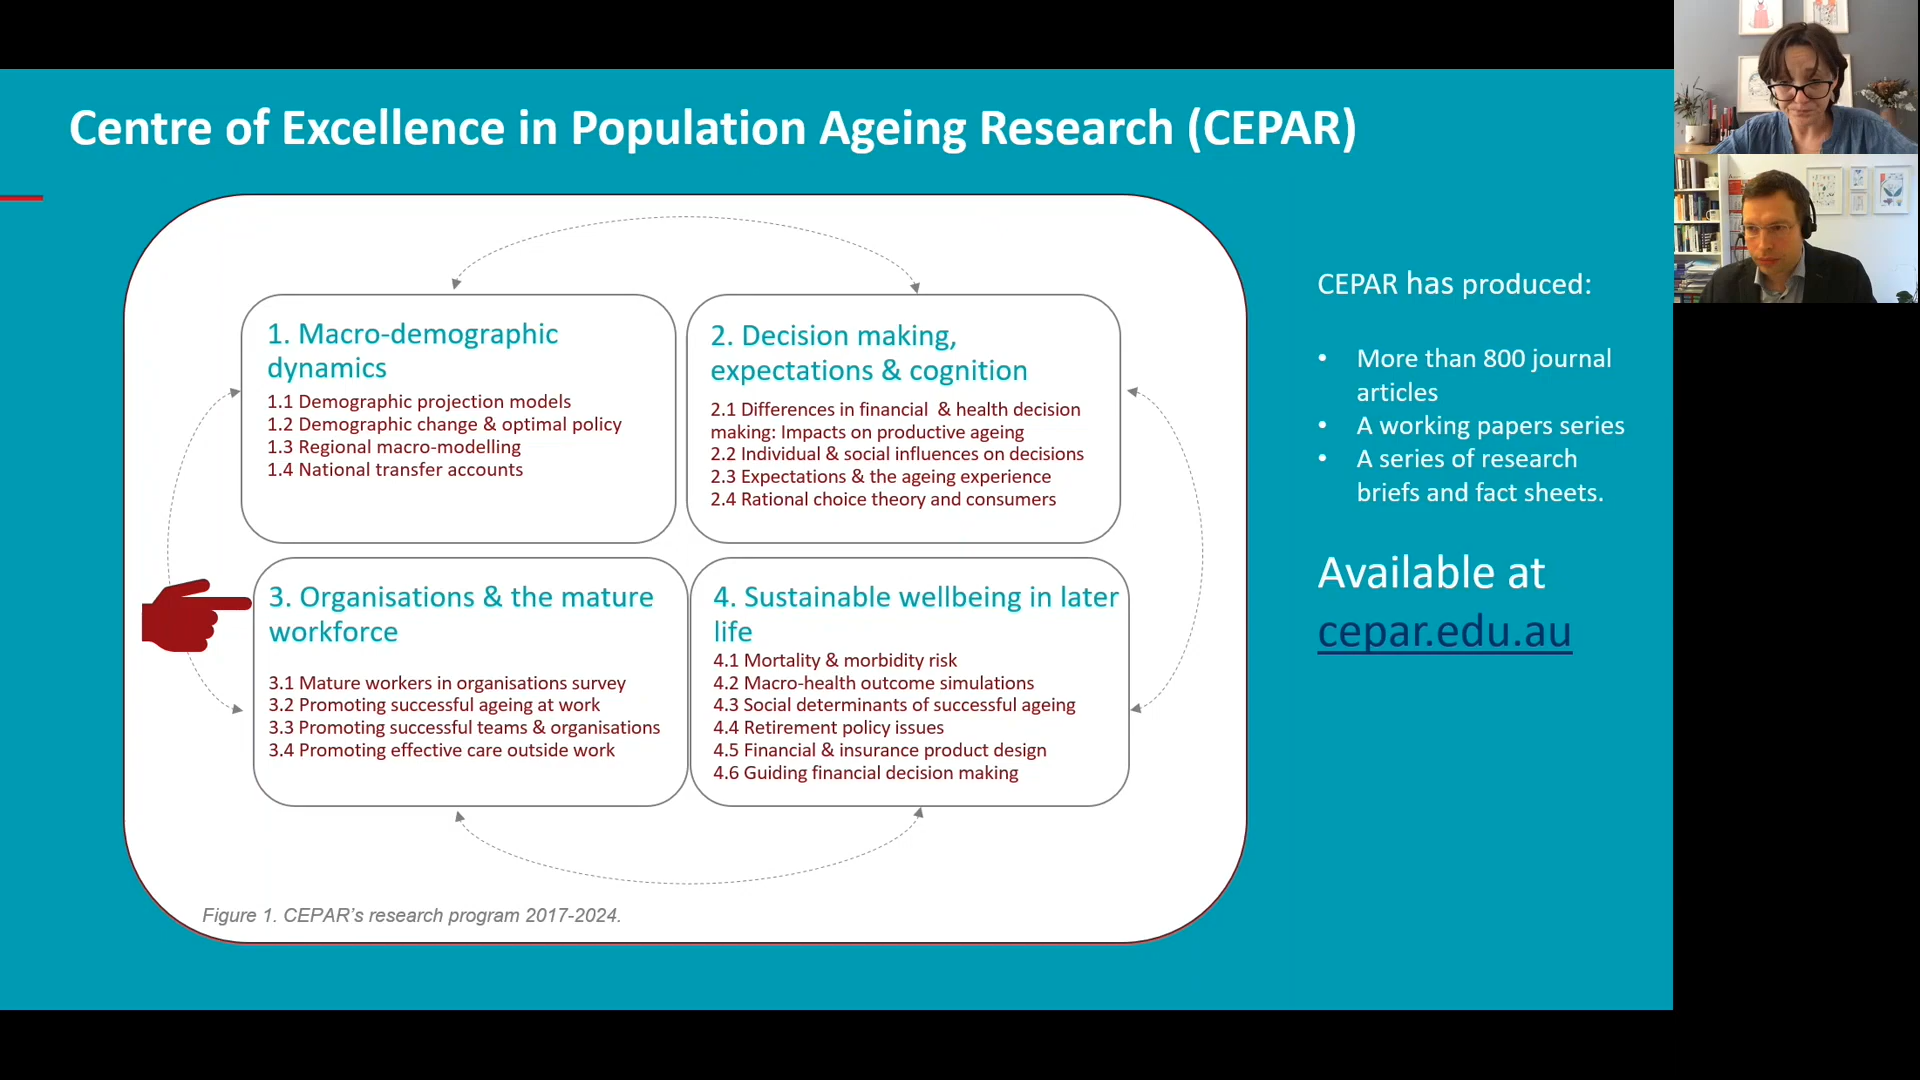 Centre of Excellence in Population Ageing Research (CEPAR)
1. Macro-demographic
dynamics
1.1 Demographic projection models
1.2 Demographic change & optimal policy
1.3 Regional macro-modelling
1.4 National transfer accounts
2. Decision making,
expectations & cognition
2.1 Differences in financial & health decision
making: Impacts on productive ageing
2.2 Individual & social influences on decisions
2.3 Expectations & the ageing experience
2.4 Rational choice theory and consumers
3. Organisations & the mature
workforce
3.1 Mature workers in organisations survey
3.2 Promoting successful ageing at work
3.3 Promoting successful teams & organisations
3.4 Promoting effective care outside work
4. Sustainable wellbeing in later
life
4.1 Mortality & morbidity risk
4.2 Macro-health outcome simulations
4.3 Social determinants of successful ageing
4.4 Retirement policy issues
4.5 Financial & insurance product design
4.6 Guiding financial decision making
Figure 1. CEPAR's research program 2017-2024.
CEPAR has produced:
• More than 800 journal
articles
• A working papers series
• A series of research
briefs and fact sheets.
Available at
cepar.edu.au